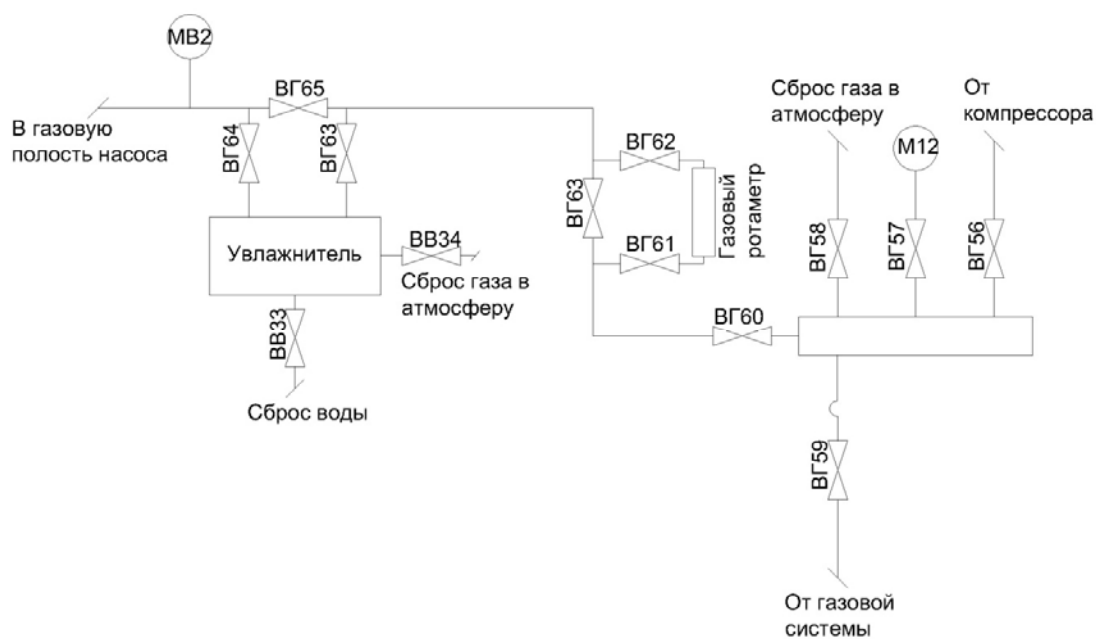 МВ2
ВГ65
В газовую
полость насоса
ВГ64
ВГ63
Увлажнитель
ВВ34
Сброс газа в
атмосферу
ВВ33
Сброс воды
ВГ62
ВГ63
ВГ61
Газовый
ротаметр
ВГ60
Сброс газа в
атмосферу
От
компрессора
М12
ВГ58
ВГ57
ВГ56
ВГ59
От газовой
системы